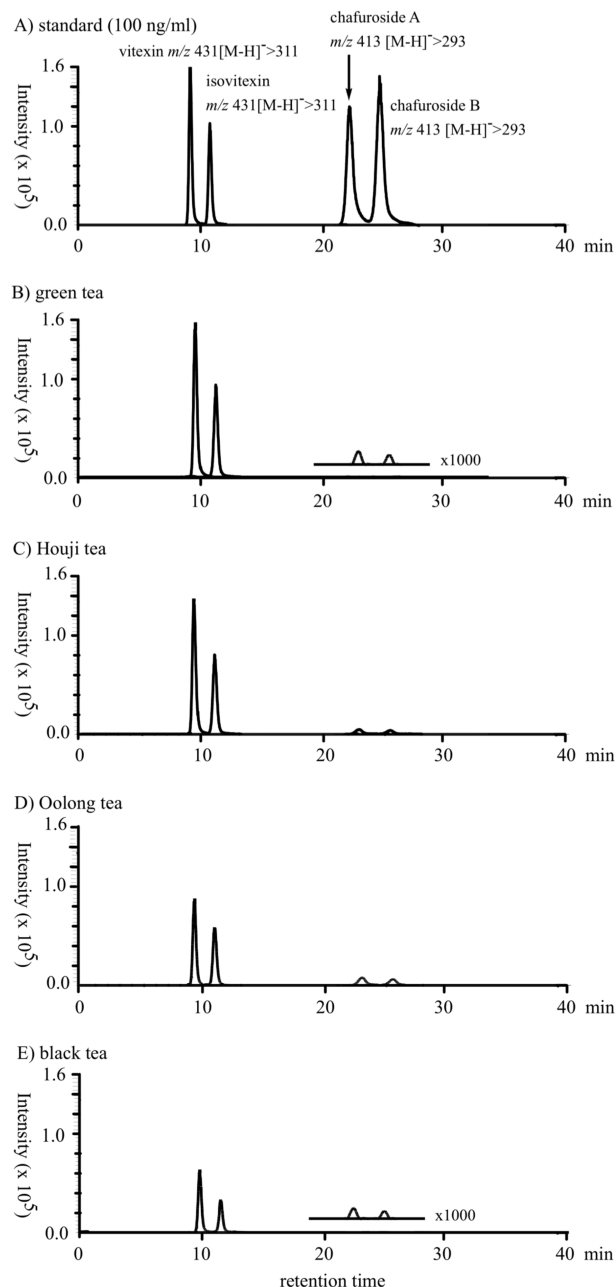 A) standard (100 ng/ml)
chafuroside A
m/z 413 [M-H]⁻>293
vitexin m/z 431[M-H]⁻>311
isovitexin
m/z 431[M-H]⁻>311
chafuroside B
m/z 413 [M-H]⁻>293
Intensity (x 10⁵)
1.6
1.0
0.0
0 10 20 30 40 min
B) green tea
Intensity (x 10⁵)
1.6
1.0
0.0
x1000
0 10 20 30 40 min
C) Houji tea
Intensity (x 10⁵)
1.6
1.0
0.0
0 10 20 30 40 min
D) Oolong tea
Intensity (x 10⁵)
1.6
1.0
0.0
0 10 20 30 40 min
E) black tea
Intensity (x 10⁵)
1.6
1.0
0.0
x1000
0 10 20 30 40 min
retention time